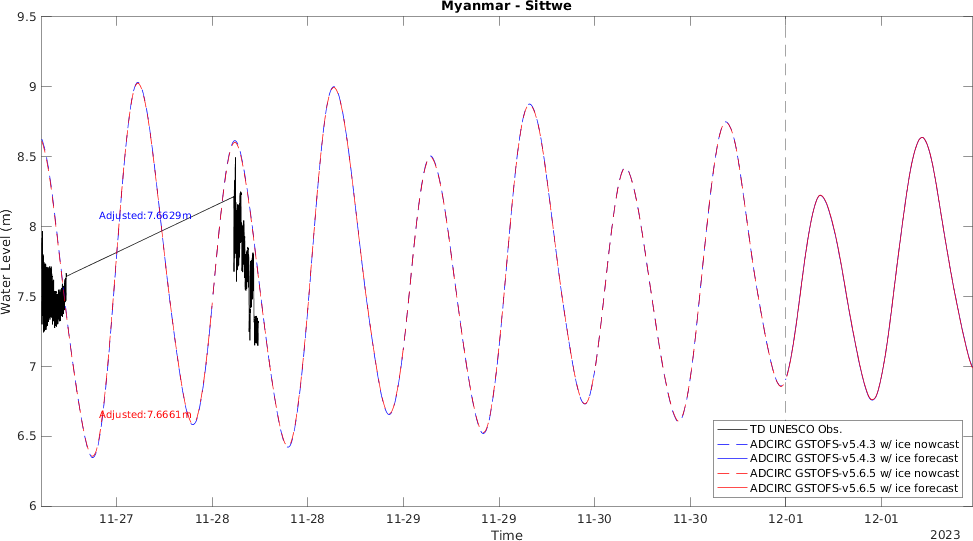 Myanmar - Sittwe
9.5
9
8.5
8
7.5
7
6.5
6
Water Level (m)
Adjusted:7.6629m
Adjusted:7.6661m
TD UNESCO Obs.
ADCIRC GSTOFS-v5.4.3 w/ ice nowcast
ADCIRC GSTOFS-v5.4.3 w/ ice forecast
ADCIRC GSTOFS-v5.6.5 w/ ice nowcast
ADCIRC GSTOFS-v5.6.5 w/ ice forecast
11-27 11-28 11-28 11-29 11-29 11-30 11-30 12-01 12-01
Time
2023